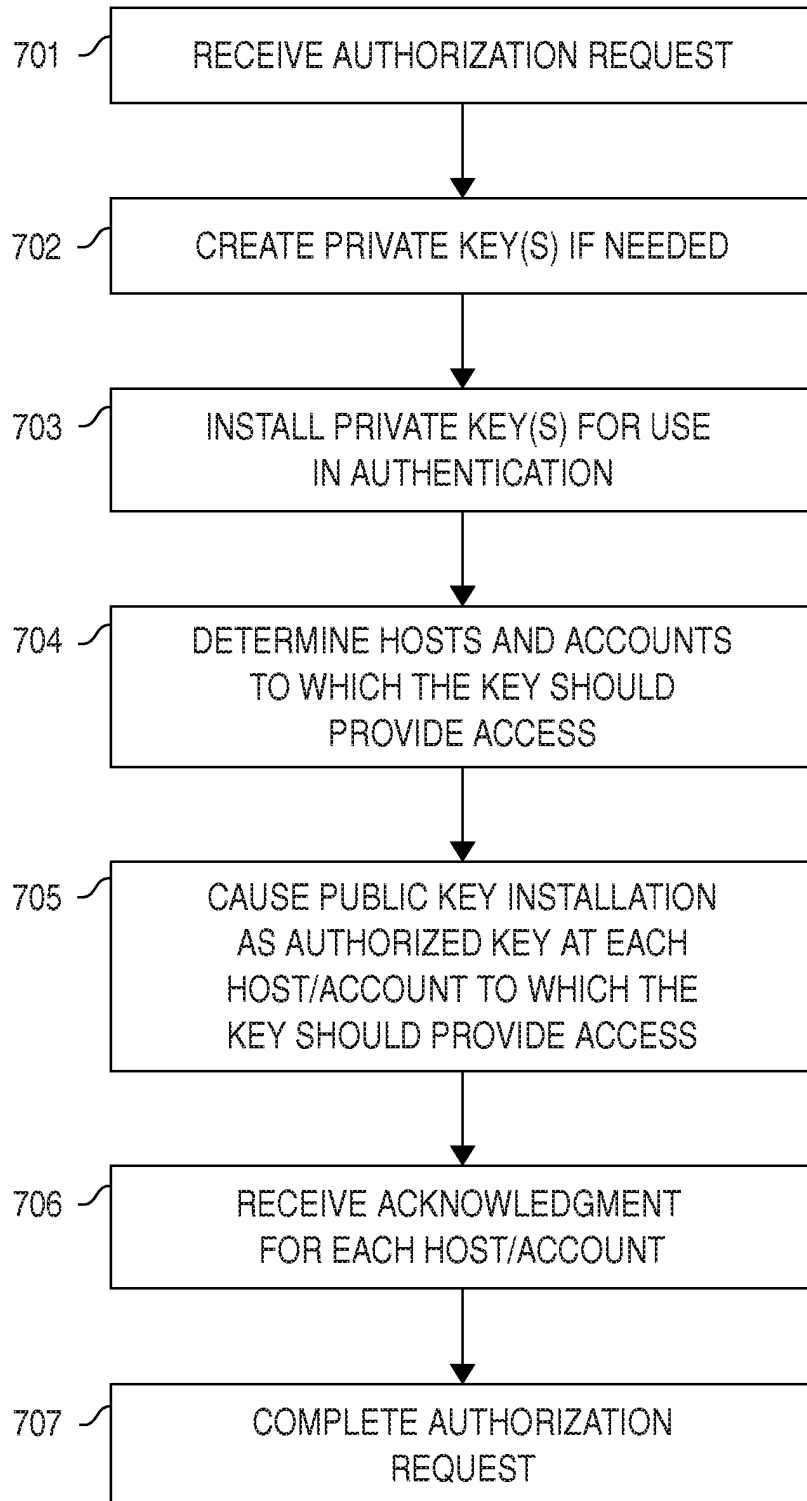 701 RECEIVE AUTHORIZATION REQUEST
702 CREATE PRIVATE KEY(S) IF NEEDED
703 INSTALL PRIVATE KEY(S) FOR USE
IN AUTHENTICATION
704 DETERMINE HOSTS AND ACCOUNTS
TO WHICH THE KEY SHOULD
PROVIDE ACCESS
705 CAUSE PUBLIC KEY INSTALLATION
AS AUTHORIZED KEY AT EACH
HOST/ACCOUNT TO WHICH THE
KEY SHOULD PROVIDE ACCESS
706 RECEIVE ACKNOWLEDGMENT
FOR EACH HOST/ACCOUNT
707 COMPLETE AUTHORIZATION
REQUEST